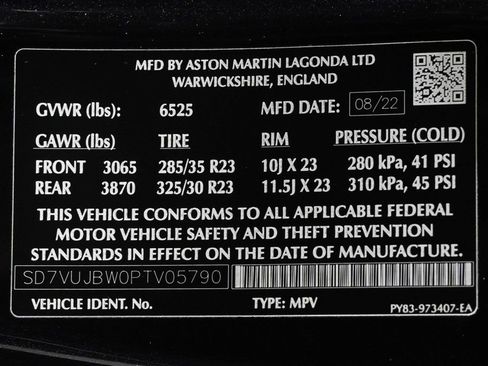 MFD BY ASTON MARTIN LAGONDA LTD
WARWICKSHIRE, ENGLAND
GVWR (lbs): 6525 MFD DATE: 08/22
GAWR (lbs) TIRE RIM PRESSURE (COLD)
FRONT 3065 285/35 R23 10J X 23 280 kPa, 41 PSI
REAR 3870 325/30 R23 11.5J X 23 310 kPa, 45 PSI
THIS VEHICLE CONFORMS TO ALL APPLICABLE FEDERAL
MOTOR VEHICLE SAFETY AND THEFT PREVENTION
STANDARDS IN EFFECT ON THE DATE OF MANUFACTURE.
SD7VUJBW0PTV05790
VEHICLE IDENT. No. TYPE: MPV PY83-973407-EA